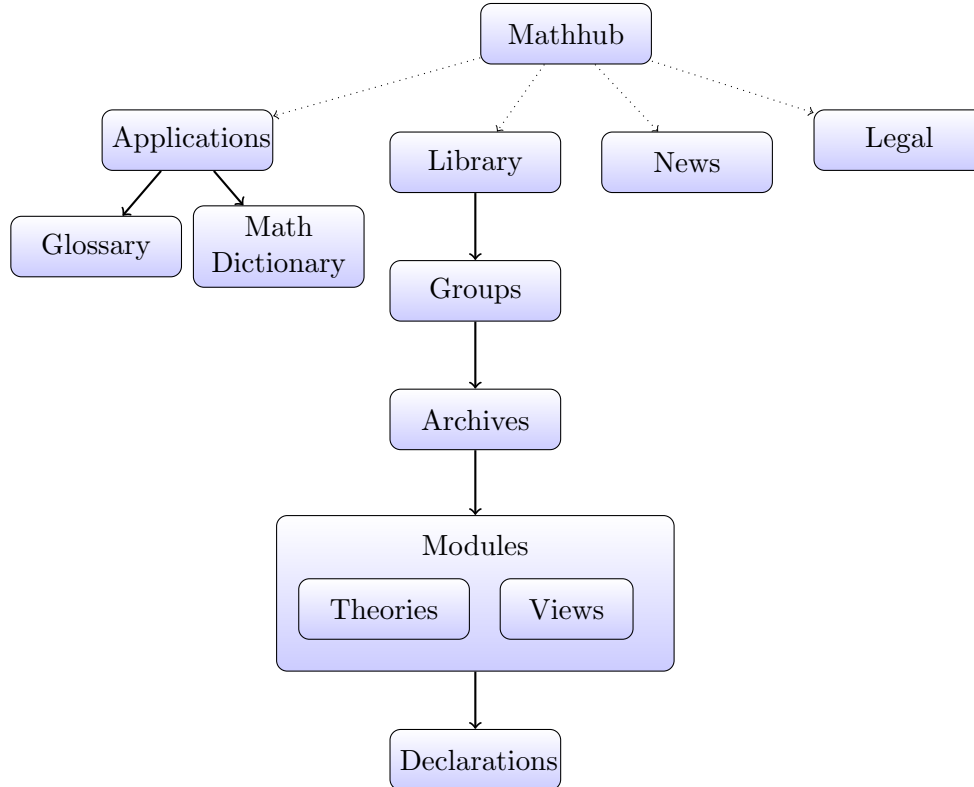 Mathhub
Applications
Library
News
Legal
Glossary
Math
Dictionary
Groups
Archives
Modules
Theories
Views
Declarations